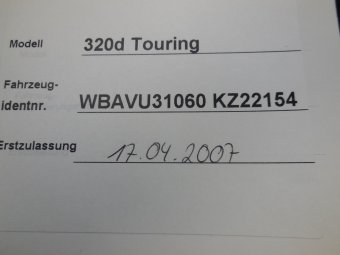 Modell 320d Touring
Fahrzeug-
identnr. WBAVU31060 KZ22154
Erstzulassung 17.04.2007